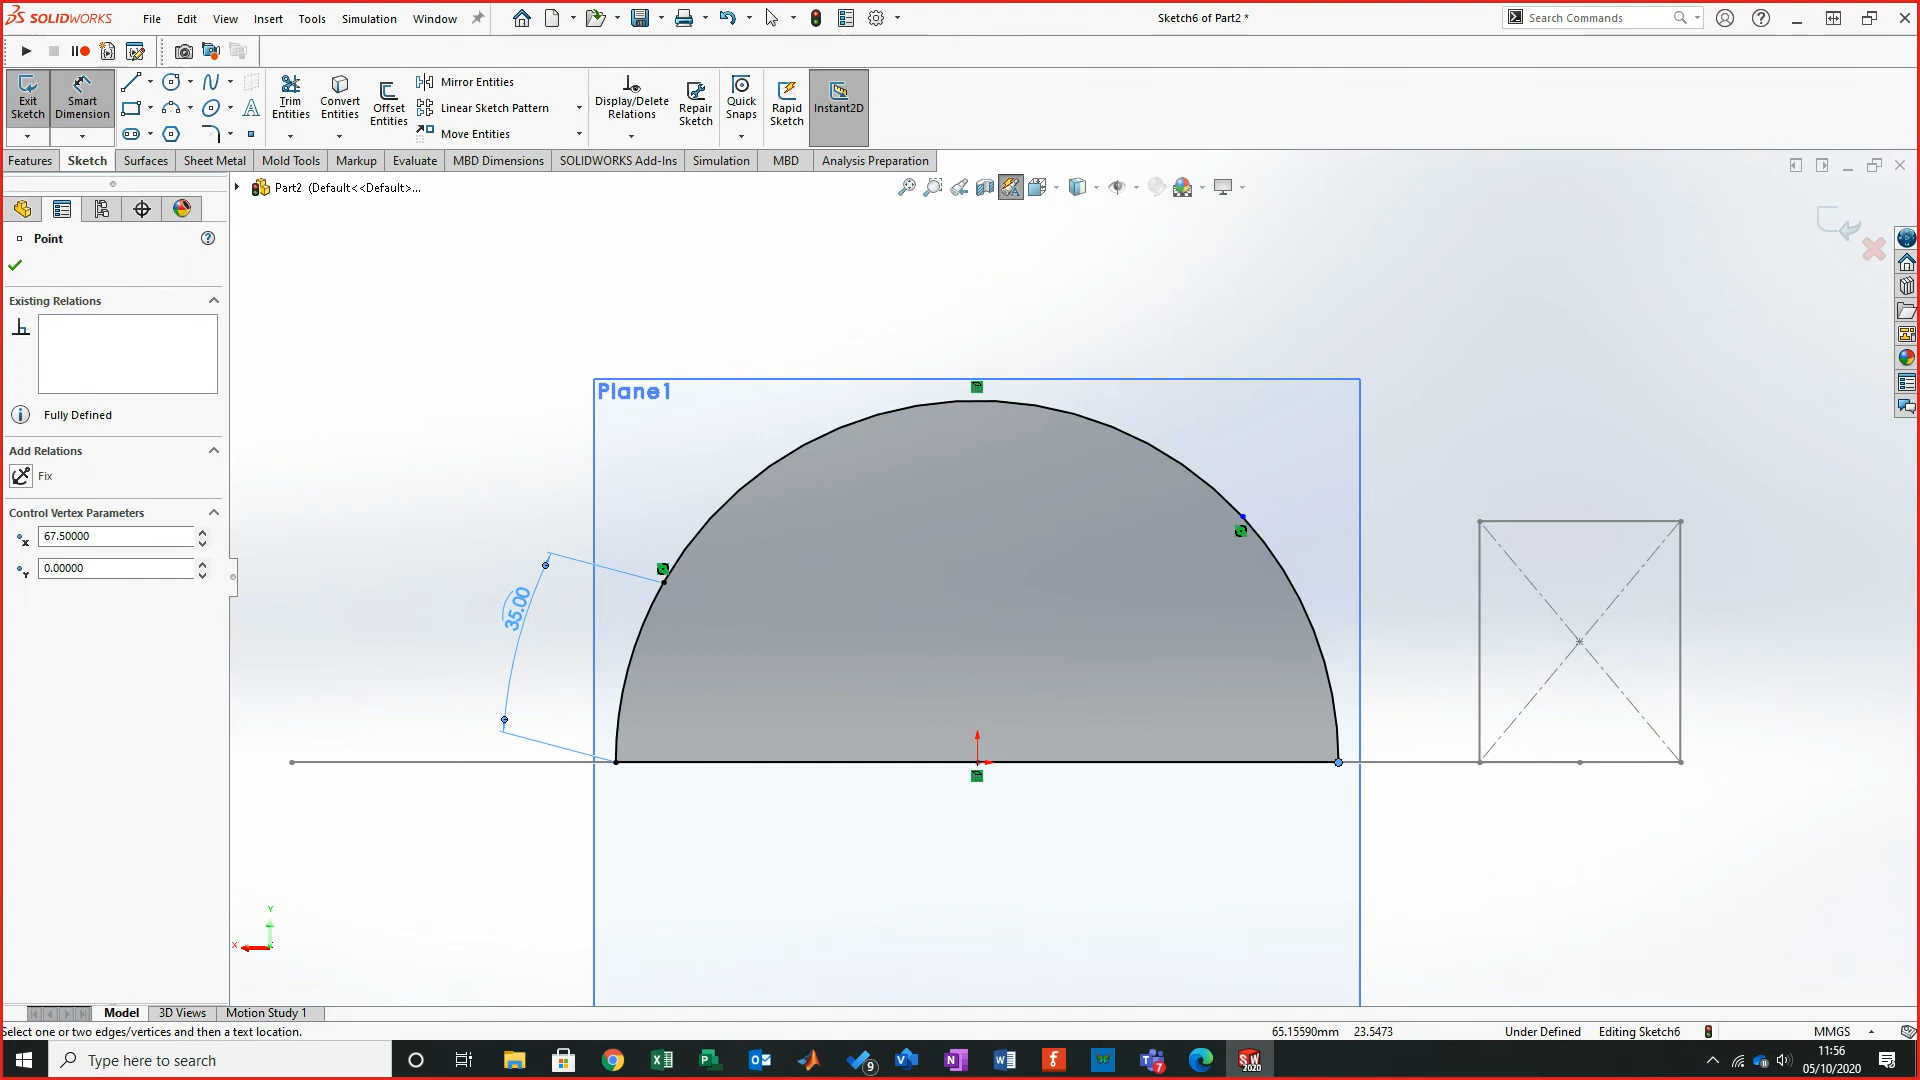 SOLIDWORKS
File Edit View Insert Tools Simulation Window
Sketch6 of Part2 *
Search Commands
Exit Sketch
Smart Dimension
Trim Entities
Convert Entities
Offset Entities
Mirror Entities
Linear Sketch Pattern
Move Entities
Display/Delete Relations
Repair Sketch
Quick Snaps
Rapid Sketch
Instant2D
Features Sketch Surfaces Sheet Metal Mold Tools Markup Evaluate MBD Dimensions SOLIDWORKS Add-Ins Simulation MBD Analysis Preparation
Part2 (Default<<Default>...
Point
Existing Relations
Fully Defined
Add Relations
Fix
Control Vertex Parameters
X 67.50000
Y 0.00000
Plane1
35.00
Y
X
Model 3D Views Motion Study 1
Select one or two edges/vertices and then a text location.
65.15590mm 23.5473 Under Defined Editing Sketch6 MMGS
Type here to search
9
7
SW 2020
11:56
05/10/2020